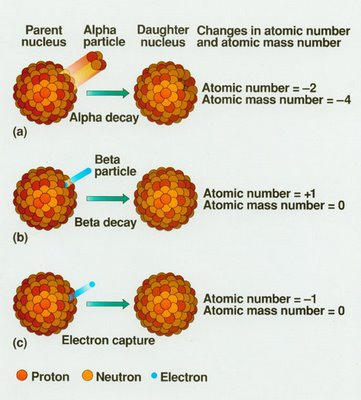 Parent nucleus
Alpha particle
Daughter nucleus
Changes in atomic number and atomic mass number
Atomic number = –2
Atomic mass number = –4
(a)
Alpha decay
Beta particle
Atomic number = +1
Atomic mass number = 0
(b)
Beta decay
Atomic number = –1
Atomic mass number = 0
(c)
Electron capture
Proton
Neutron
Electron